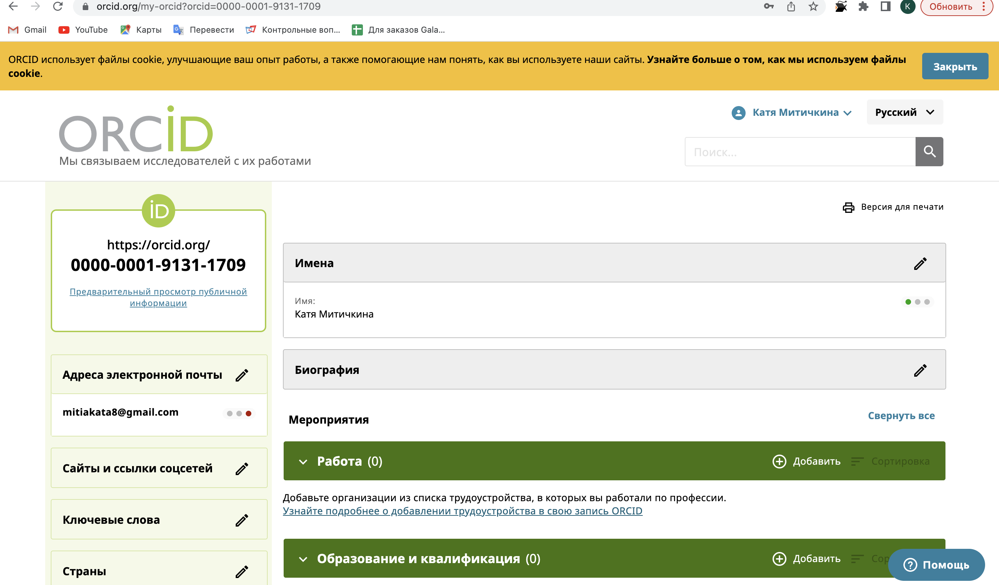 orcid.org/my-orcid?orcid=0000-0001-9131-1709
K
Обновить
Gmail
YouTube
Карты
Перевести
Контрольные воп...
Для заказов Gala...
ORCID использует файлы cookie, улучшающие ваш опыт работы, а также помогающие нам понять, как вы используете наши сайты. Узнайте больше о том, как мы используем файлы
cookie.
Закрыть
ORCID
Мы связываем исследователей с их работами
Катя Митичкина
Русский
Поиск...
iD
https://orcid.org/
0000-0001-9131-1709
Предварительный просмотр публичной
информации
Адреса электронной почты
mitiakata8@gmail.com
Сайты и ссылки соцсетей
Ключевые слова
Страны
Версия для печати
Имена
Имя:
Катя Митичкина
Биография
Мероприятия
Свернуть все
Работа (0)
Добавить
Сортировка
Добавьте организации из списка трудоустройства, в которых вы работали по профессии.
Узнайте подробнее о добавлении трудоустройства в свою запись ORCID
Образование и квалификация (0)
Добавить
Сор
Помощь